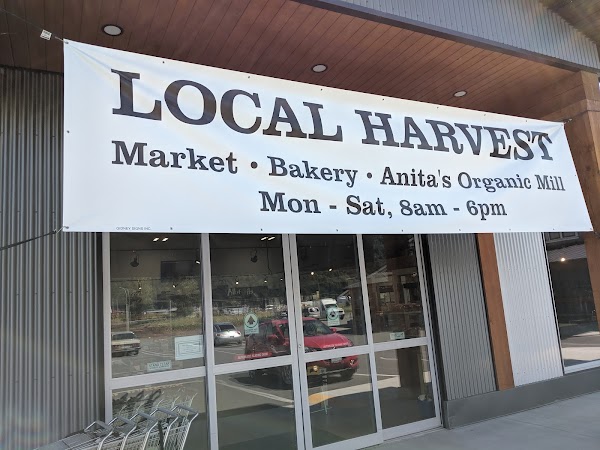 LOCAL HARVEST
Market • Bakery • Anita's Organic Mill
Mon - Sat, 8am - 6pm